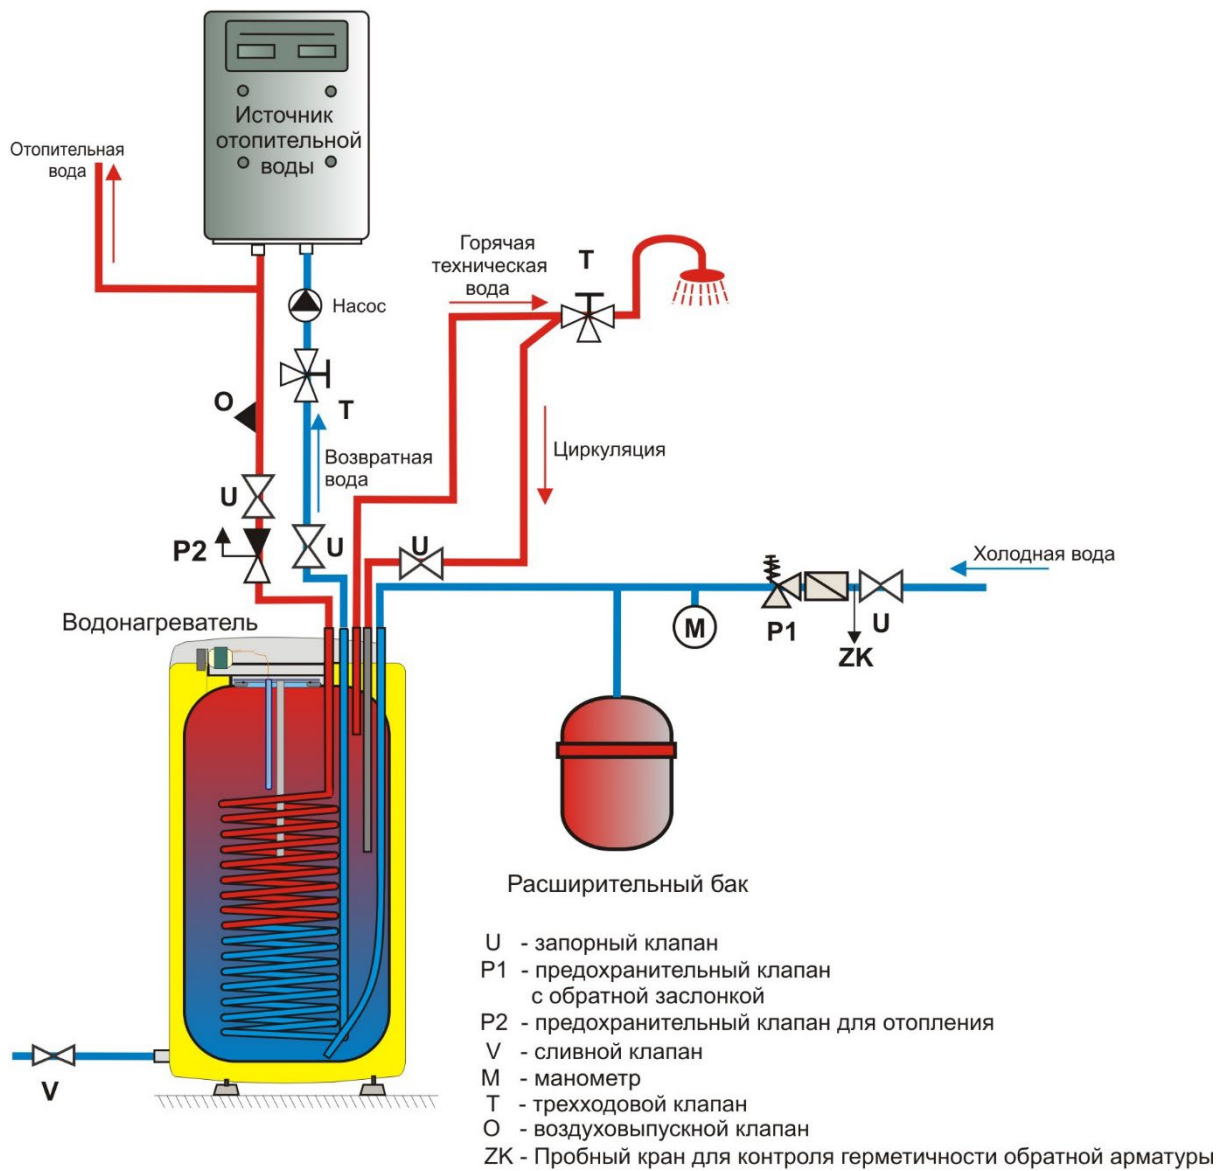 Источник
отопительной
воды
Отопительная
вода
Горячая
техническая
вода
T
Насос
O
T
Возвратная
вода
Циркуляция
U
P2
U
U
Холодная вода
M
P1
U
ZK
Водонагреватель
Расширительный бак
U - запорный клапан
P1 - предохранительный клапан
с обратной заслонкой
P2 - предохранительный клапан для отопления
V - сливной клапан
M - манометр
T - трехходовой клапан
O - воздуховыпускной клапан
ZK - Пробный кран для контроля герметичности обратной арматуры
V